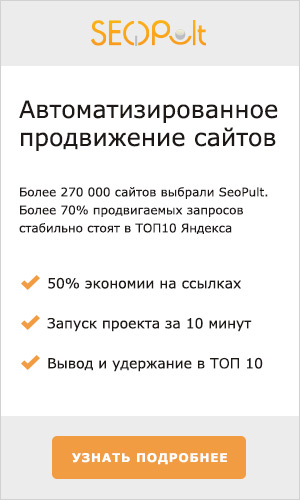 SEOPult
Автоматизированное
продвижение сайтов
Более 270 000 сайтов выбрали SeoPult.
Более 70% продвигаемых запросов
стабильно стоят в ТОП10 Яндекса
50% экономии на ссылках
Запуск проекта за 10 минут
Вывод и удержание в ТОП 10
УЗНАТЬ ПОДРОБНЕЕ